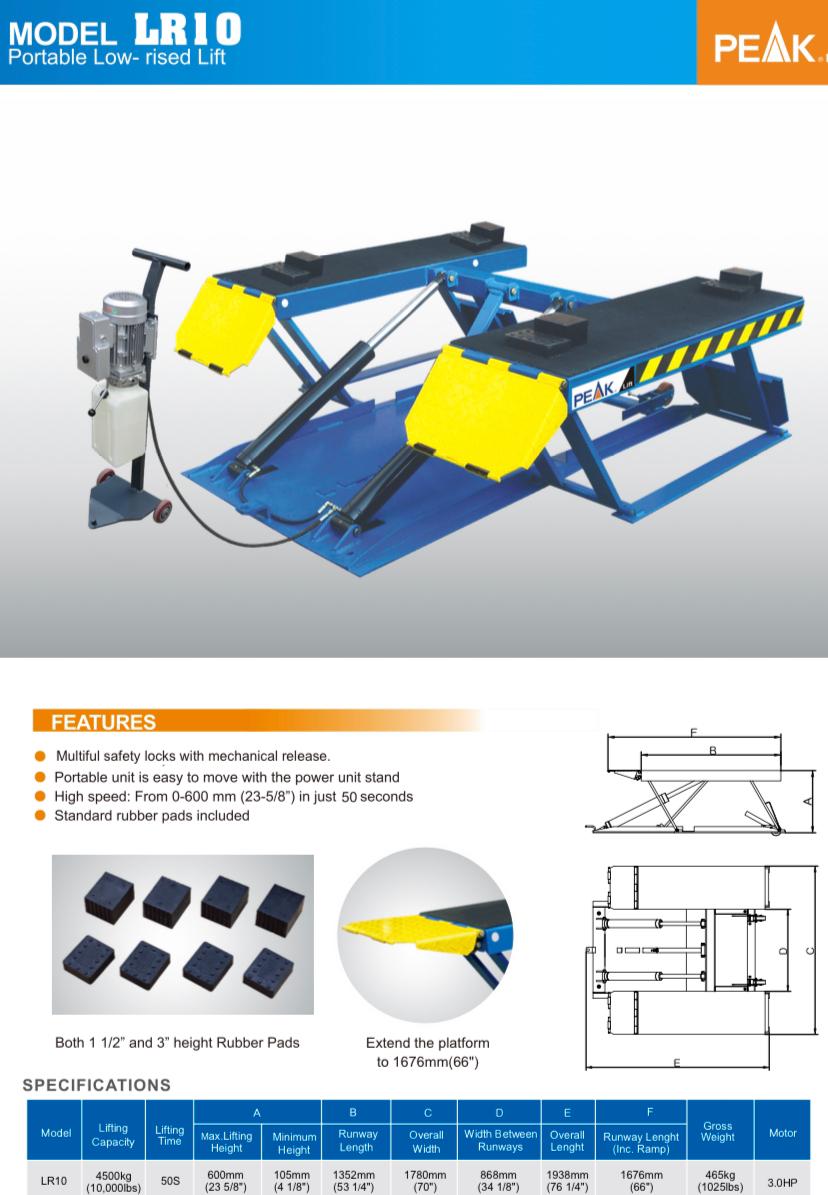 MODEL LR10
Portable Low- rised Lift
PEAK®
PEAK Lift
FEATURES
Multiful safety locks with mechanical release.
Portable unit is easy to move with the power unit stand
High speed: From 0-600 mm (23-5/8”) in just 50 seconds
Standard rubber pads included
F
B
A
D
C
E
Both 1 1/2” and 3” height Rubber Pads
Extend the platform
to 1676mm(66")
SPECIFICATIONS
Model Lifting Capacity Lifting Time A B C D E F Gross Weight Motor
Max.Lifting Height Minimum Height Runway Length Overall Width Width Between Runways Overall Lenght Runway Lenght (Inc. Ramp)
LR10 4500kg 50S 600mm 105mm 1352mm 1780mm 868mm 1938mm 1676mm 465kg 3.0HP
(10,000lbs) (23 5/8") (4 1/8") (53 1/4") (70") (34 1/8") (76 1/4") (66") (1025lbs)